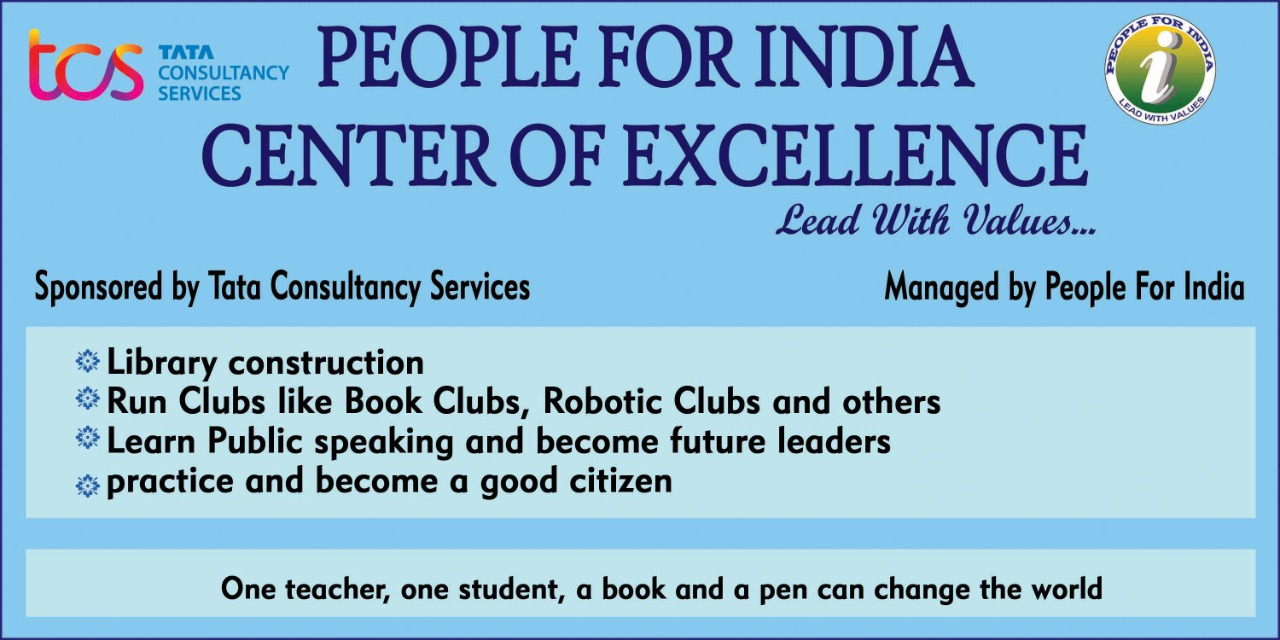 tcs
TATA
CONSULTANCY
SERVICES
PEOPLE FOR INDIA
CENTER OF EXCELLENCE
Lead With Values...
PEOPLE FOR INDIA
i
LEAD WITH VALUES
Sponsored by Tata Consultancy Services
Managed by People For India
Library construction
Run Clubs like Book Clubs, Robotic Clubs and others
Learn Public speaking and become future leaders
practice and become a good citizen
One teacher, one student, a book and a pen can change the world